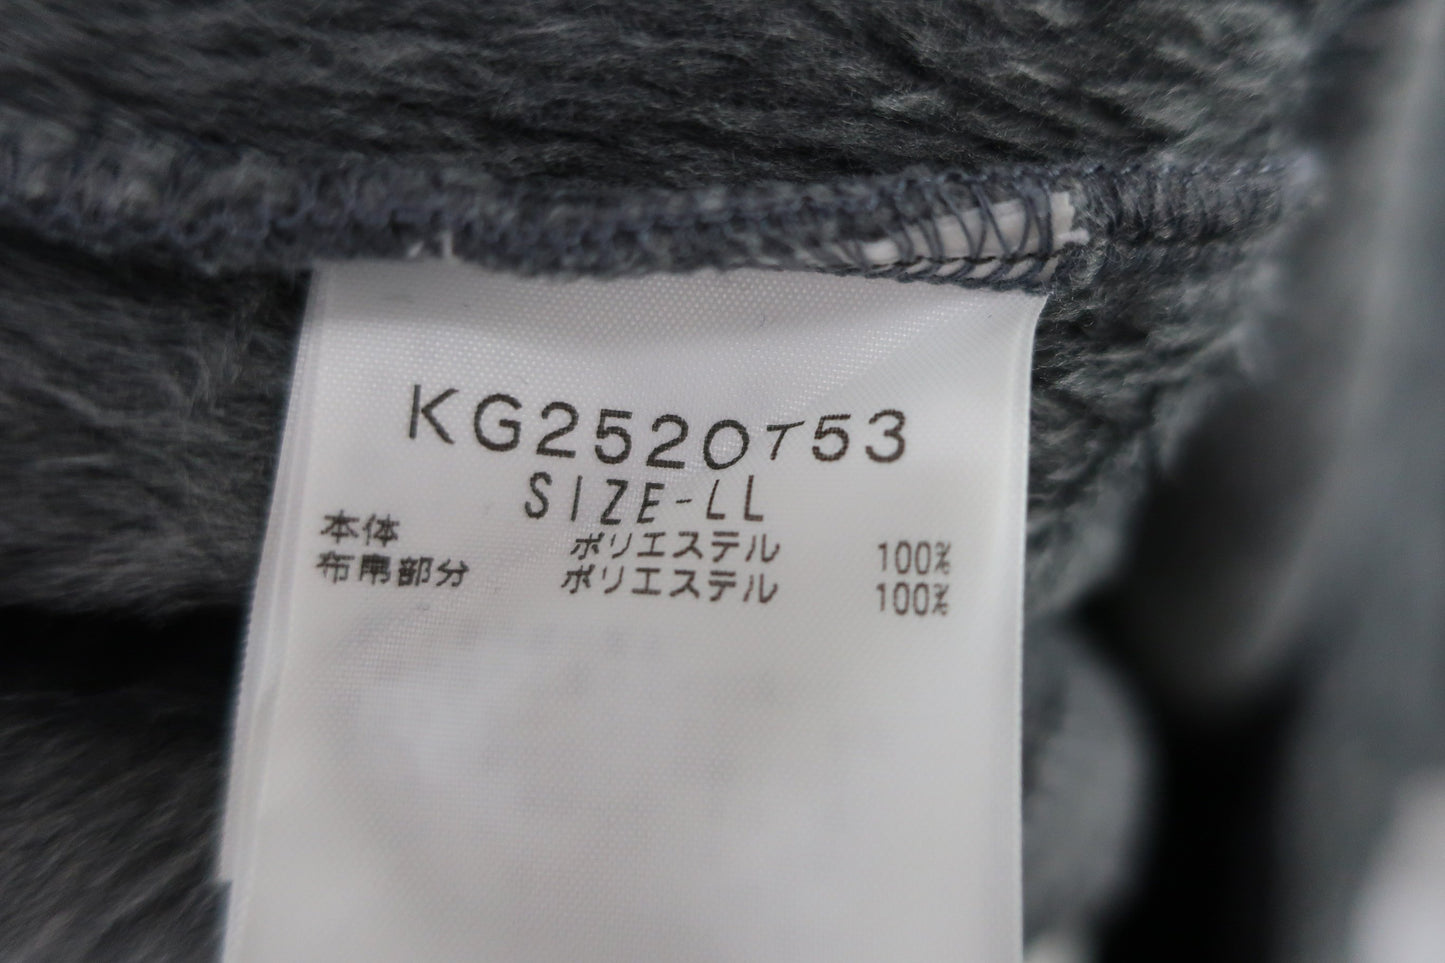 KG2520T53
SIZE-LL
本体 ポリエステル 100%
布帛部分 ポリエステル 100%